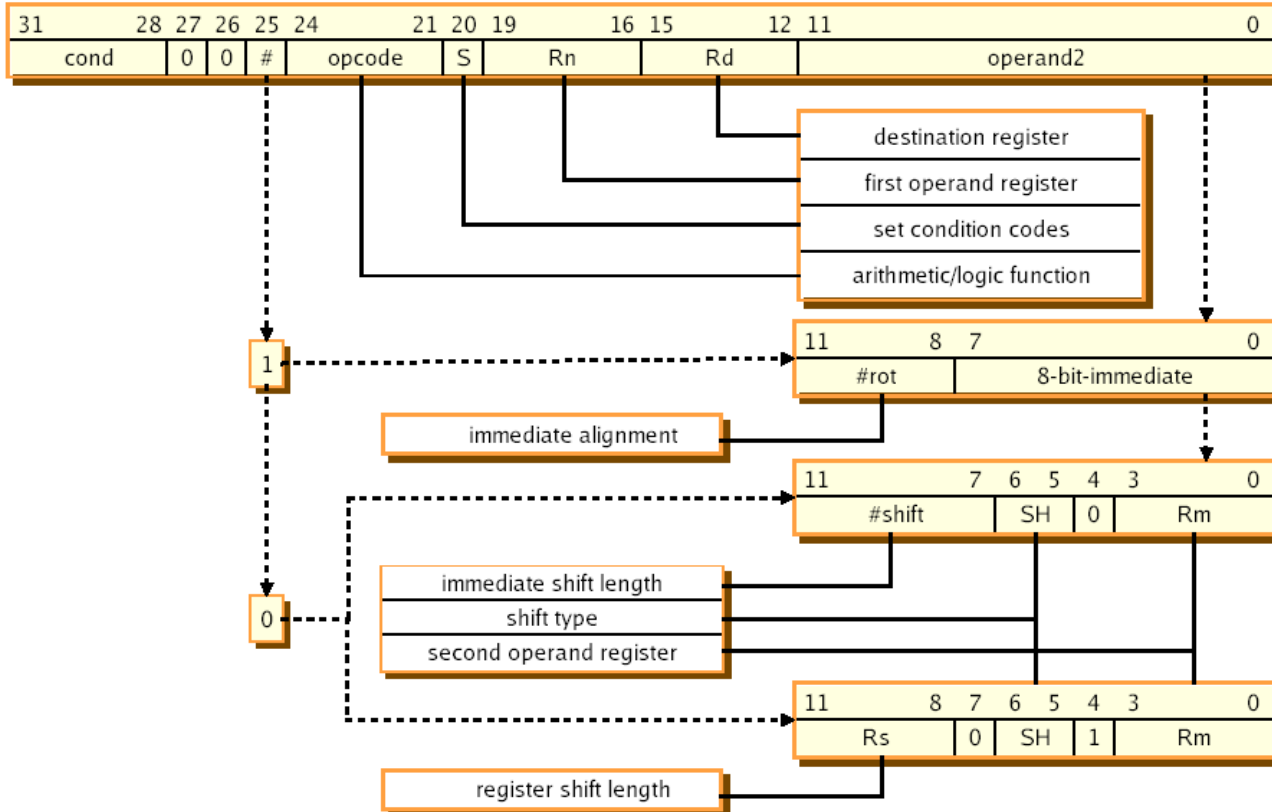 31 28 27 26 25 24 21 20 19 16 15 12 11 0
cond 0 0 # opcode S Rn Rd operand2
destination register
first operand register
set condition codes
arithmetic/logic function
11 8 7 0
1
#rot 8-bit-immediate
immediate alignment
11 7 6 5 4 3 0
#shift SH 0 Rm
immediate shift length
0
shift type
second operand register
11 8 7 6 5 4 3 0
Rs 0 SH 1 Rm
register shift length